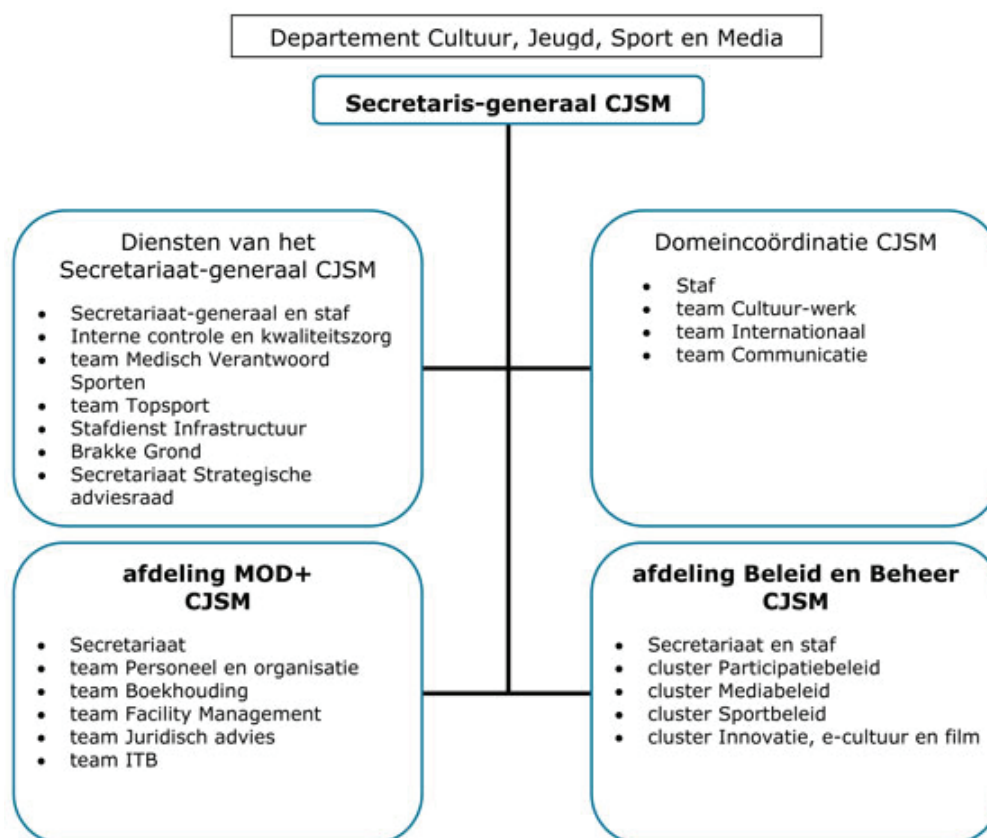 Departement Cultuur, Jeugd, Sport en Media
Secretaris-generaal CJSM
Diensten van het
Secretariaat-generaal CJSM
• Secretariaat-generaal en staf
• Interne controle en kwaliteitszorg
• team Medisch Verantwoord
Sporten
• team Topsport
• Stafdienst Infrastructuur
• Brakke Grond
• Secretariaat Strategische
adviesraad
Domeincoördinatie CJSM
• Staf
• team Cultuur-werk
• team Internationaal
• team Communicatie
afdeling MOD+
CJSM
• Secretariaat
• team Personeel en organisatie
• team Boekhouding
• team Facility Management
• team Juridisch advies
• team ITB
afdeling Beleid en Beheer
CJSM
• Secretariaat en staf
• cluster Participatiebeleid
• cluster Mediabeleid
• cluster Sportbeleid
• cluster Innovatie, e-cultuur en film